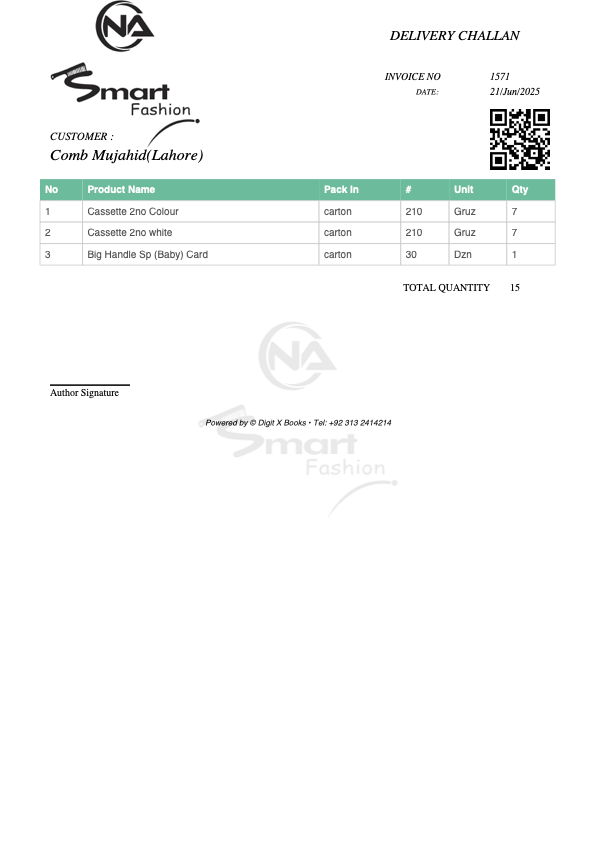 NA
DELIVERY CHALLAN
Smart
Fashion
INVOICE NO 1571
DATE: 21/Jun/2025
CUSTOMER :
Comb Mujahid(Lahore)
No Product Name Pack In # Unit Qty
1 Cassette 2no Colour carton 210 Gruz 7
2 Cassette 2no white carton 210 Gruz 7
3 Big Handle Sp (Baby) Card carton 30 Dzn 1
TOTAL QUANTITY 15
NA
Author Signature
Powered by © Digit X Books • Tel: +92 313 2414214
Smart
Fashion